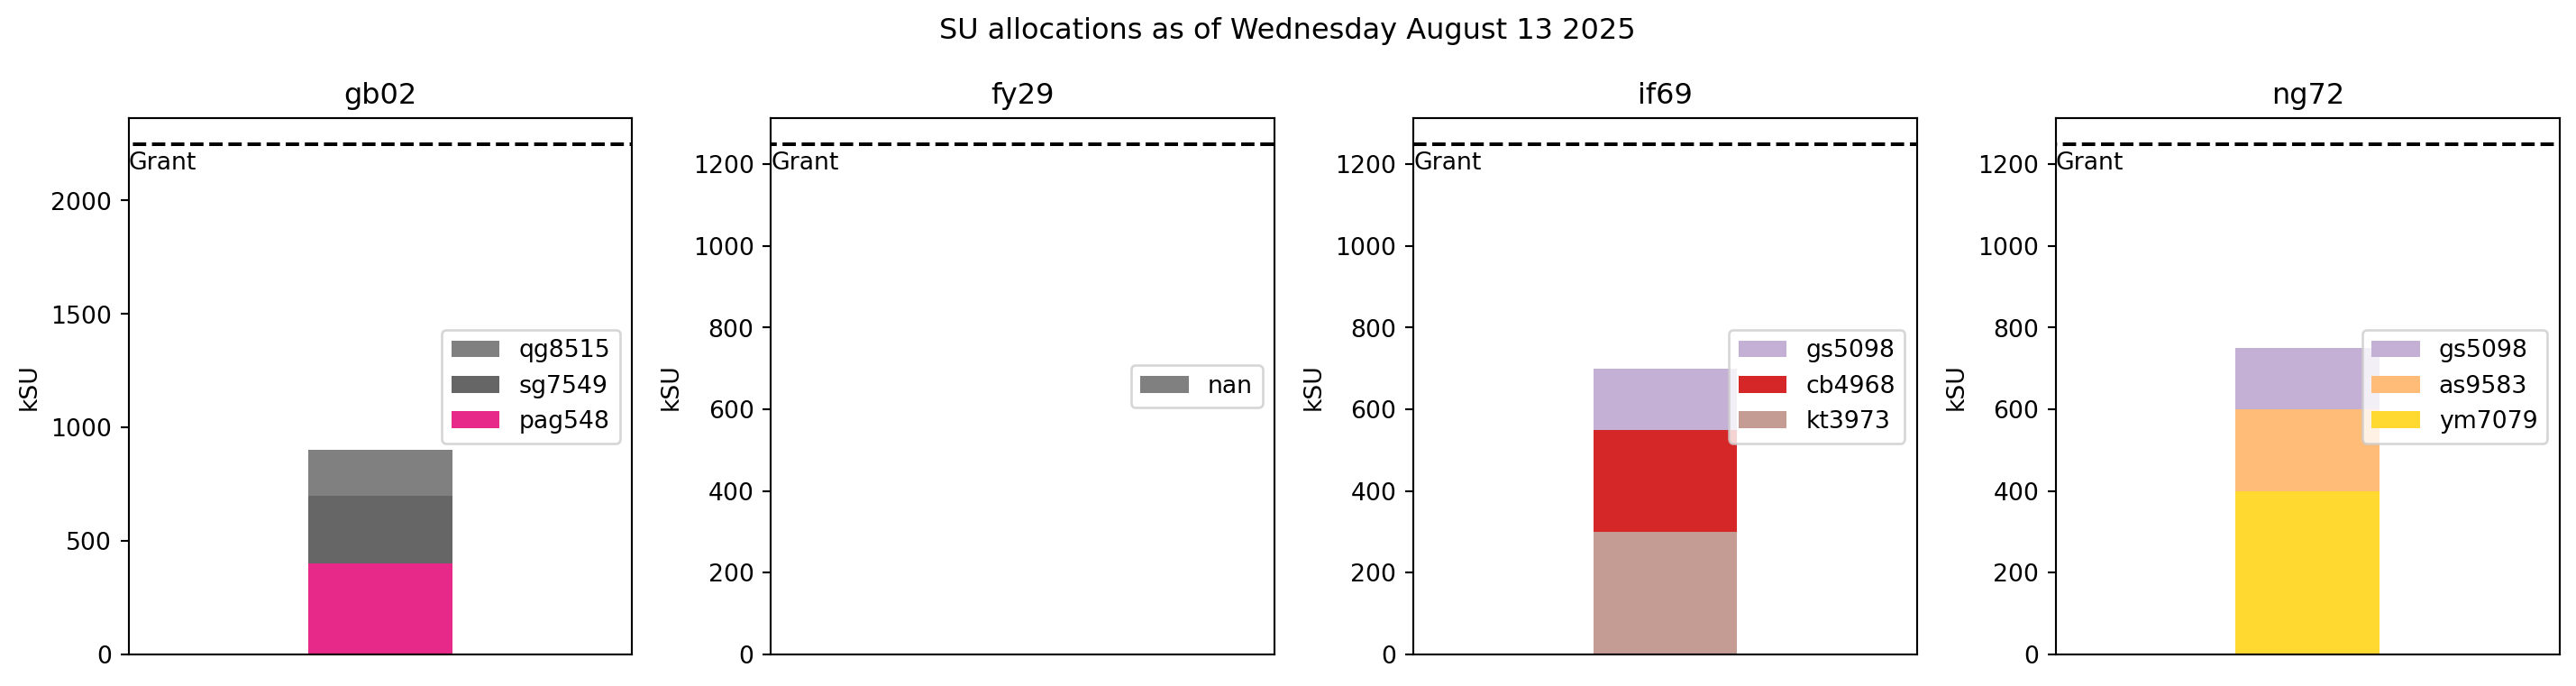 SU allocations as of Wednesday August 13 2025
gb02
Grant
2000
1500
1000
500
0
kSU
qg8515
sg7549
pag548
fy29
Grant
1200
1000
800
600
400
200
0
kSU
nan
if69
Grant
1200
1000
800
600
400
200
0
kSU
gs5098
cb4968
kt3973
ng72
Grant
1200
1000
800
600
400
200
0
kSU
gs5098
as9583
ym7079